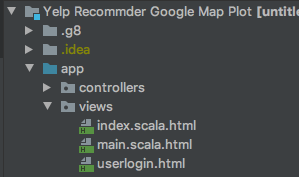 Yelp Recommder Google Map Plot [untitle
.g8
.idea
app
controllers
views
index.scala.html
main.scala.html
userlogin.html